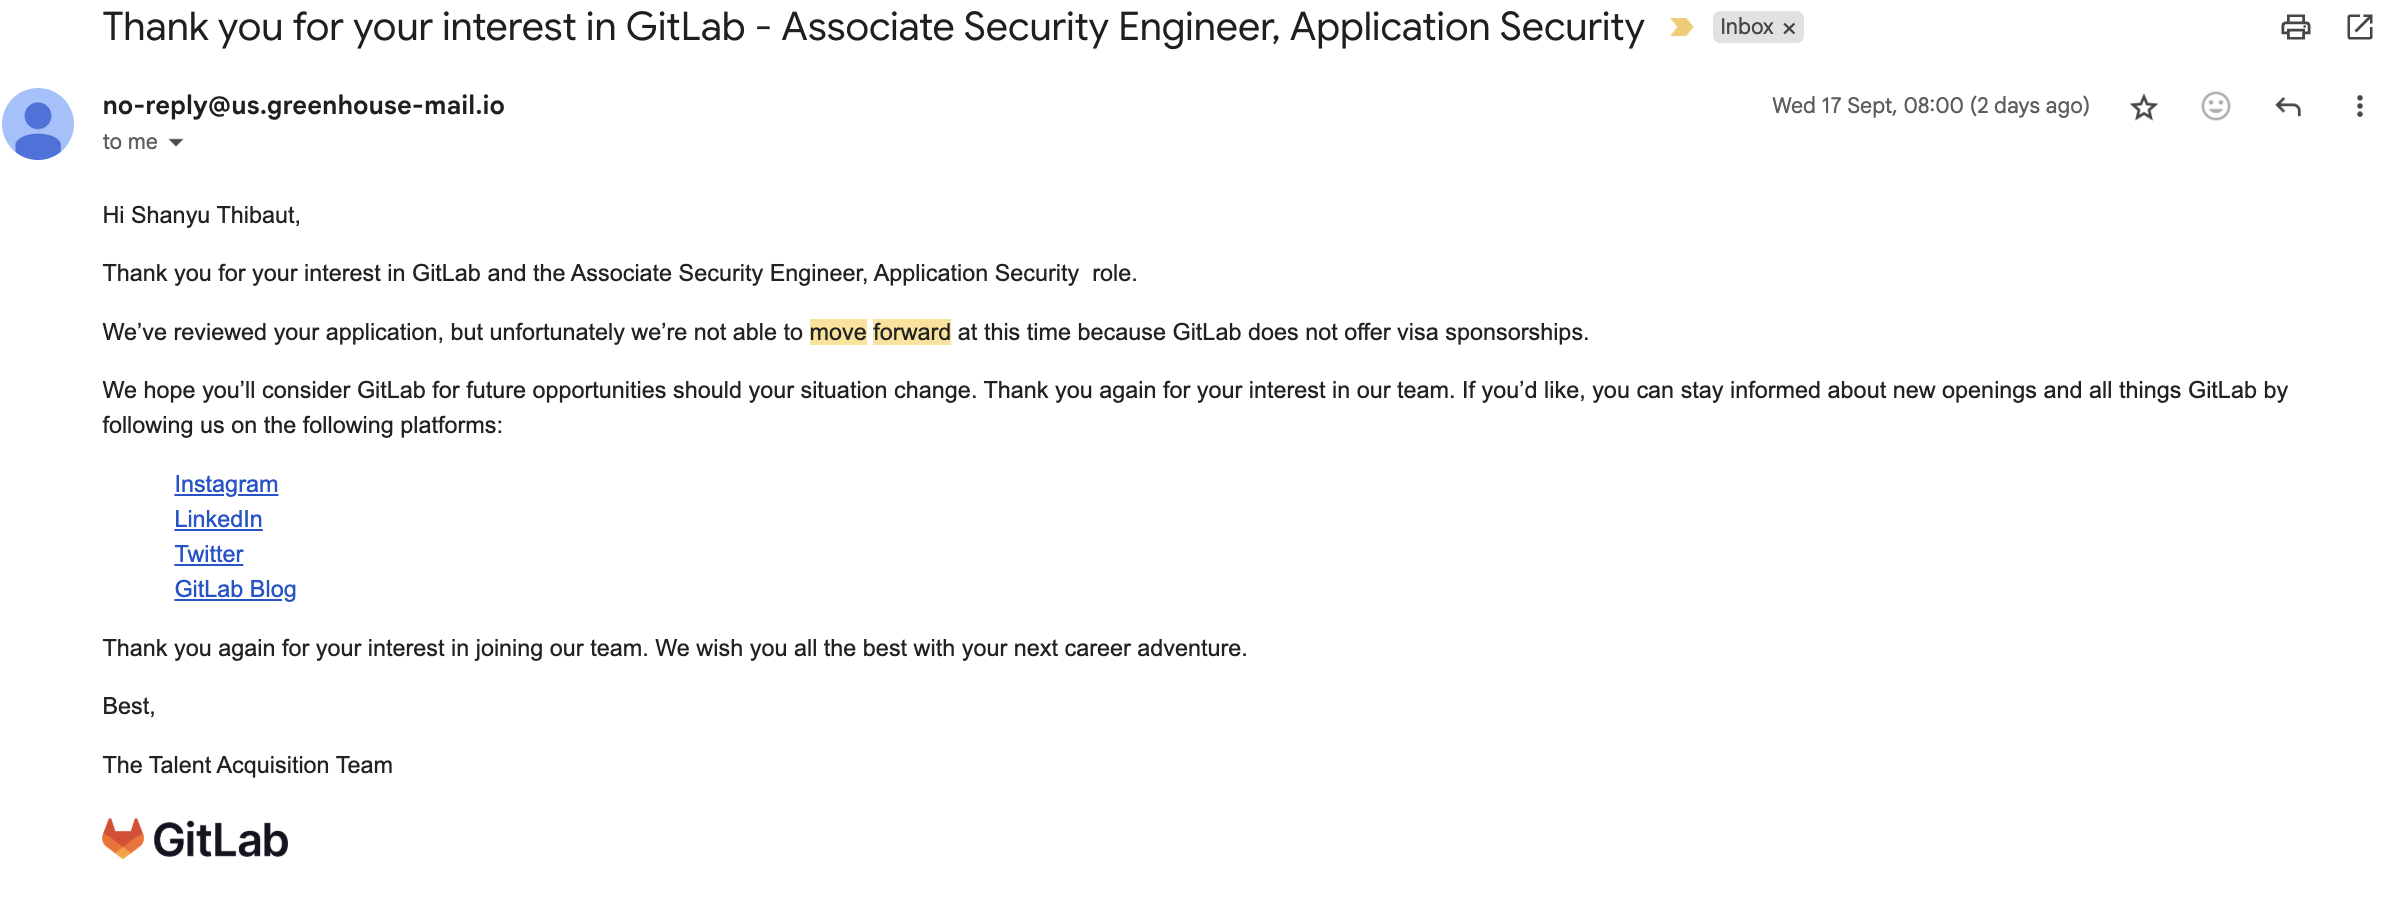 Thank you for your interest in GitLab - Associate Security Engineer, Application Security Inbox ×
no-reply@us.greenhouse-mail.io Wed 17 Sept, 08:00 (2 days ago)
to me
Hi Shanyu Thibaut,
Thank you for your interest in GitLab and the Associate Security Engineer, Application Security  role.
We’ve reviewed your application, but unfortunately we’re not able to move forward at this time because GitLab does not offer visa sponsorships.
We hope you’ll consider GitLab for future opportunities should your situation change. Thank you again for your interest in our team. If you’d like, you can stay informed about new openings and all things GitLab by
following us on the following platforms:
Instagram
LinkedIn
Twitter
GitLab Blog
Thank you again for your interest in joining our team. We wish you all the best with your next career adventure.
Best,
The Talent Acquisition Team
GitLab